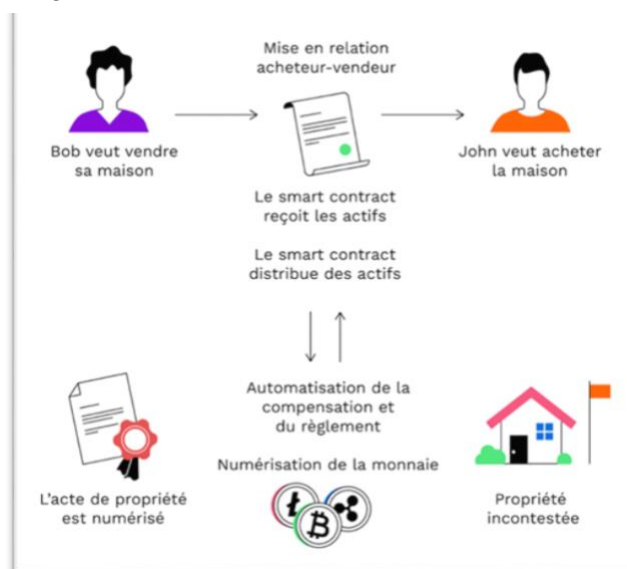 Mise en relation
acheteur-vendeur
Bob veut vendre
sa maison
John veut acheter
la maison
Le smart contract
reçoit les actifs
Le smart contract
distribue des actifs
Automatisation de la
compensation et
du règlement
Numérisation de la monnaie
L'acte de propriété
est numérisé
Propriété
incontestée